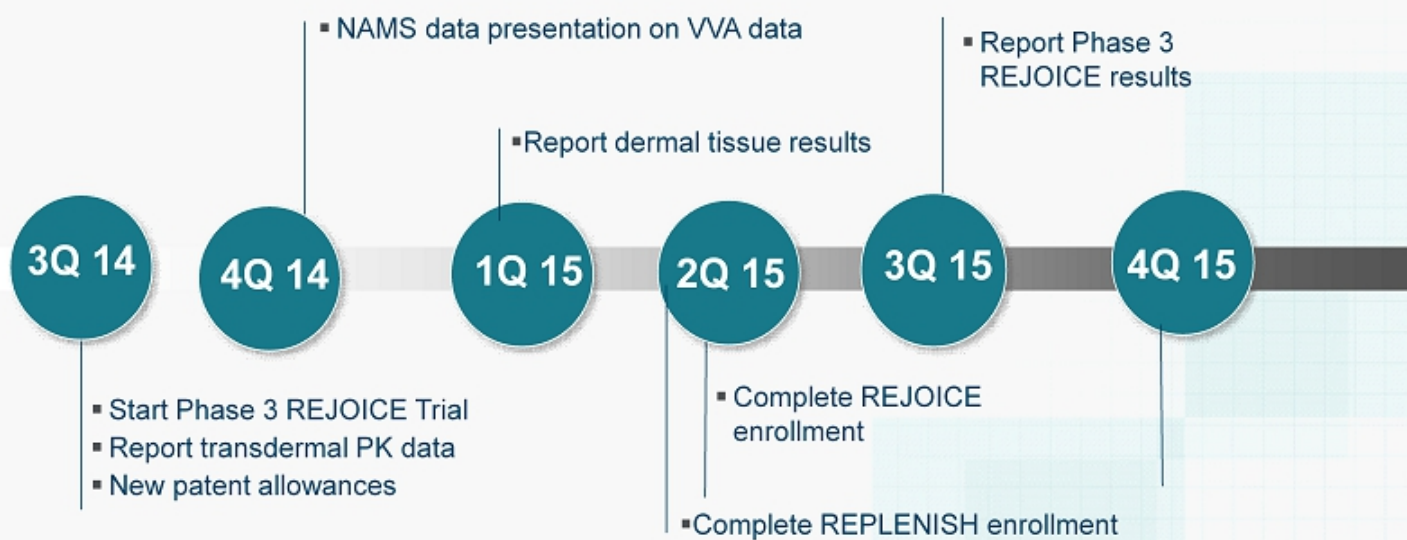 ▪ NAMS data presentation on VVA data
▪ Report Phase 3
REJOICE results
▪Report dermal tissue results
3Q 14
4Q 14
1Q 15
2Q 15
3Q 15
4Q 15
▪ Start Phase 3 REJOICE Trial
▪ Report transdermal PK data
▪ New patent allowances
▪ Complete REJOICE
enrollment
▪Complete REPLENISH enrollment